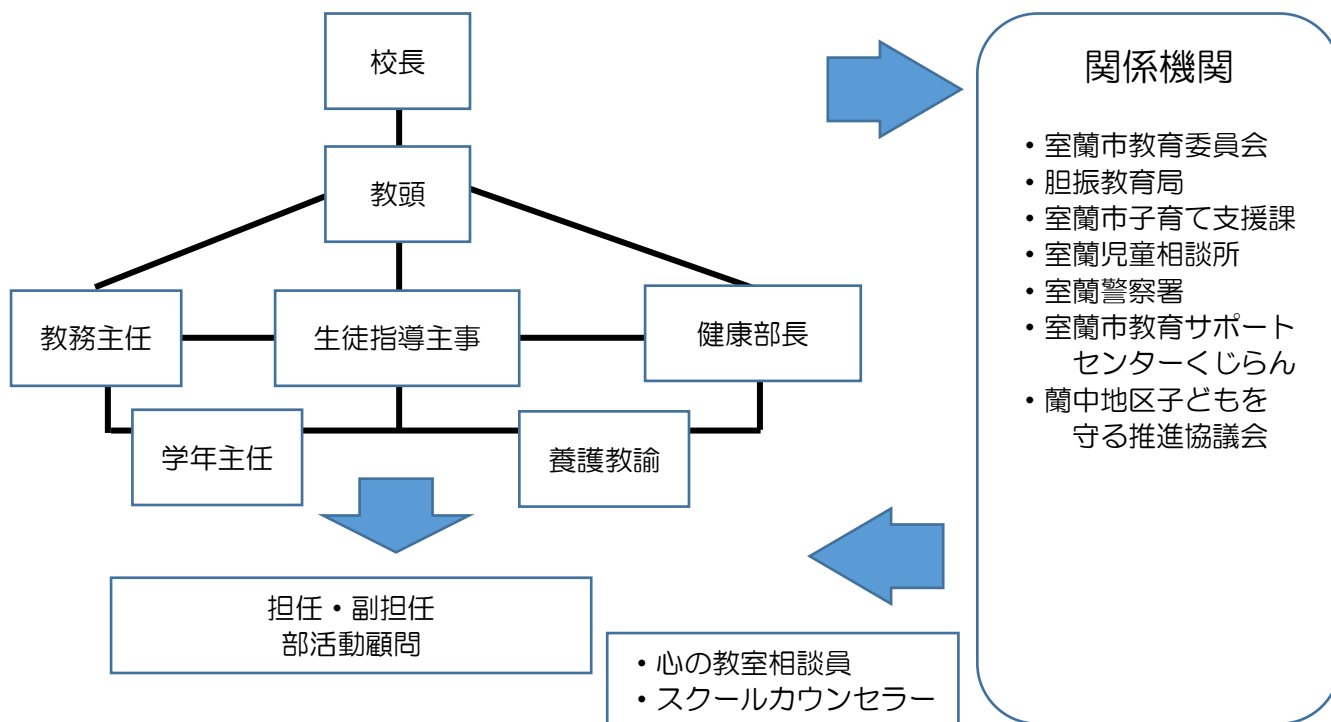 校長
教頭
教務主任
生徒指導主事
健康部長
学年主任
養護教諭
担任・副担任
部活動顧問
・心の教室相談員
・スクールカウンセラー
関係機関
・室蘭市教育委員会
・胆振教育局
・室蘭市子育て支援課
・室蘭児童相談所
・室蘭警察署
・室蘭市教育サポート
センターくじらん
・蘭中地区子どもを
守る推進協議会